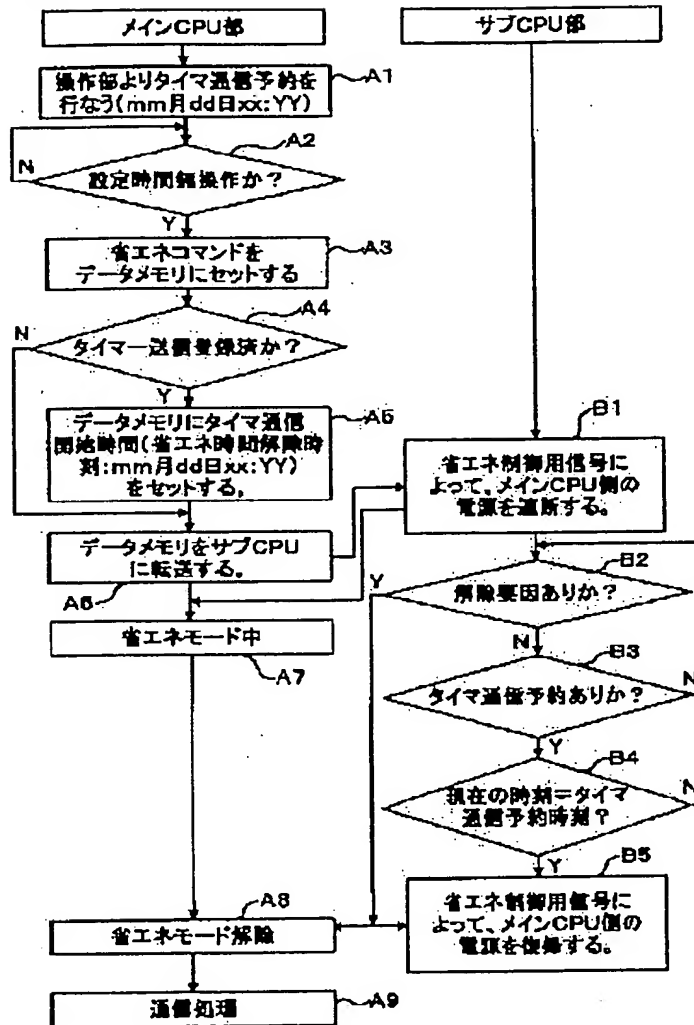 メインCPU部
サブCPU部
操作部よりタイマ通信予約を
行なう(mm月dd日xx:YY)
A1
A2
N
設定時間無操作か?
Y
省エネコマンドを
データメモリにセットする
A3
A4
N
タイマー送信登録済か?
Y
データメモリにタイマ通信
開始時間(省エネ時間解除時
刻:mm月dd日xx:YY)
をセットする。
A5
B1
省エネ制御用信号に
よって、メインCPU側の
電源を遮断する。
データメモリをサブCPU
に転送する。
A6
B2
Y
解除要因ありか?
N
省エネモード中
A7
B3
N
タイマ通信予約ありか?
Y
B4
N
現在の時刻=タイマ
通信予約時刻?
Y
B5
省エネ制御用信号に
よって、メインCPU側の
電源を復帰する。
A8
省エネモード解除
通信処理
A9